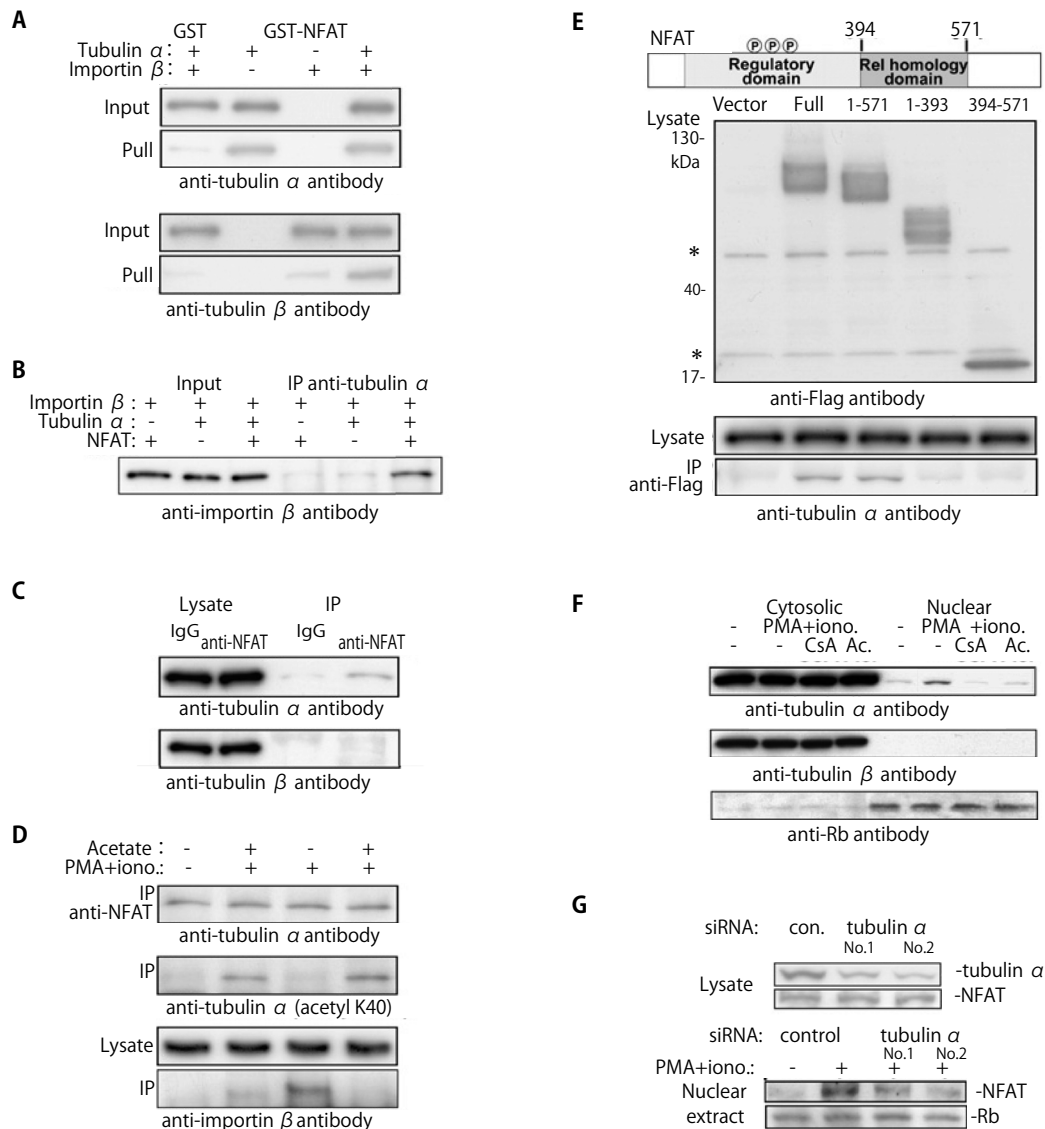 A
GST GST-NFAT
Tubulin α : + + - +
Importin β : + - + +
Input
Pull
anti-tubulin α antibody
Input
Pull
anti-tubulin β antibody
B
Input IP anti-tubulin α
Importin β : + + + + + +
Tubulin α : - + + - + +
NFAT: + - + + - +
anti-importin β antibody
C
Lysate IP
IgG anti-NFAT IgG anti-NFAT
anti-tubulin α antibody
anti-tubulin β antibody
D
Acetate : - + - +
PMA+iono.: - + + +
IP
anti-NFAT
anti-tubulin α antibody
IP
anti-tubulin α (acetyl K40)
Lysate
IP
anti-importin β antibody
E
NFAT P P P 394 571
Regulatory domain Rel homology domain
Vector Full 1-571 1-393 394-571
Lysate
130-
kDa
*
40-
*
17-
anti-Flag antibody
Lysate
IP
anti-Flag
anti-tubulin α antibody
F
Cytosolic Nuclear
- PMA+iono. - PMA +iono.
- - CsA Ac. - - CsA Ac.
anti-tubulin α antibody
anti-tubulin β antibody
anti-Rb antibody
G
siRNA: con. tubulin α
No.1 No.2
Lysate -tubulin α
-NFAT
siRNA: control tubulin α
No.1 No.2
PMA+iono.: - + + +
Nuclear -NFAT
extract -Rb